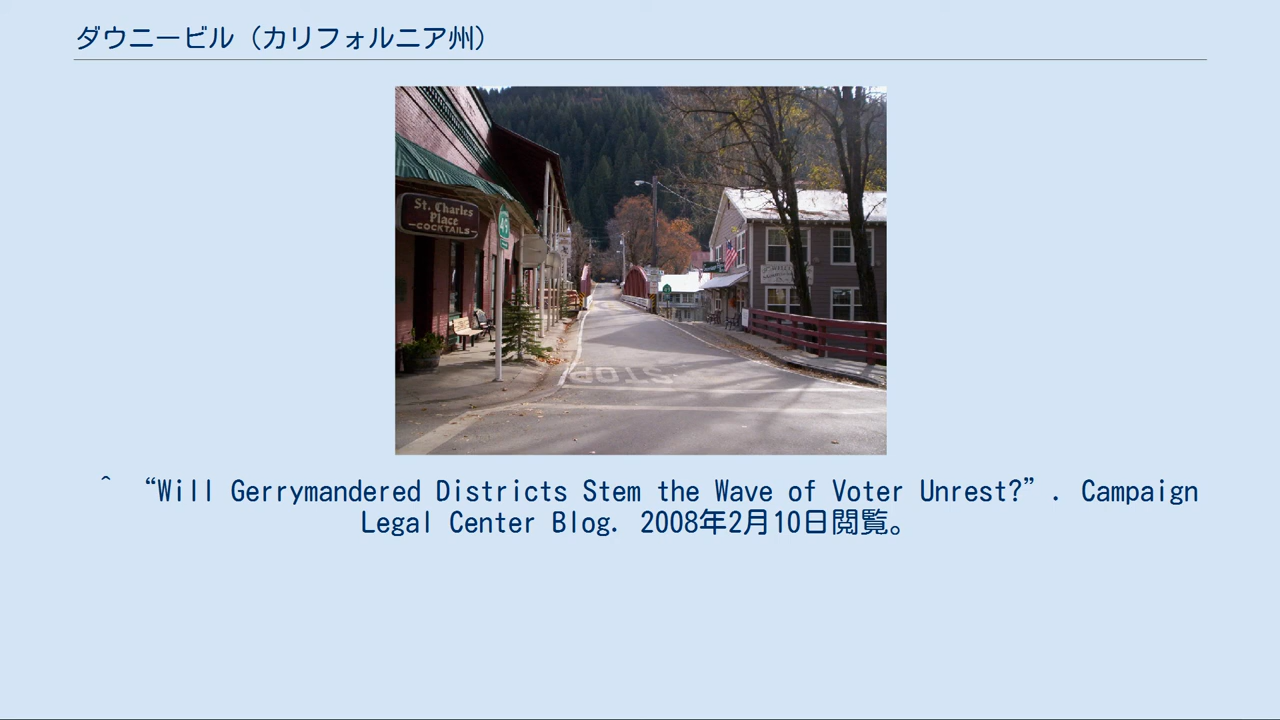 ダウニービル（カリフォルニア州）
St. Charles
Place
COCKTAILS
49
STOP
^ “Will Gerrymandered Districts Stem the Wave of Voter Unrest?”. Campaign
Legal Center Blog. 2008年2月10日閲覧。